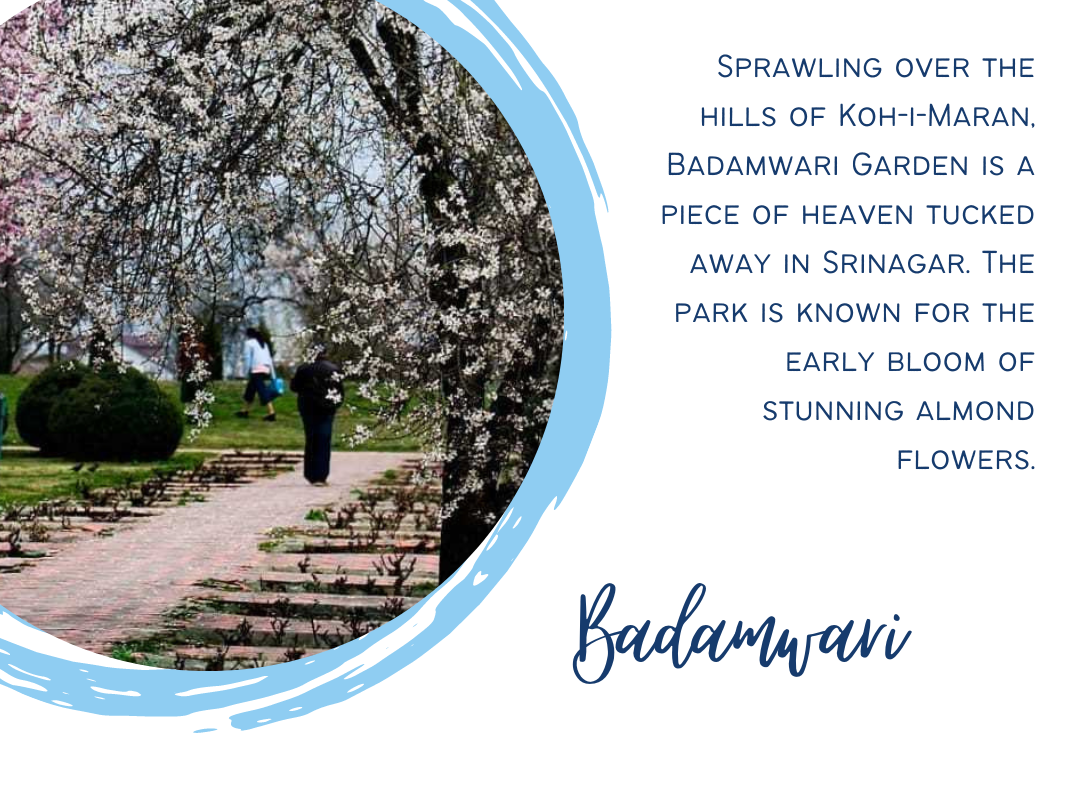 Sprawling over the
hills of Koh-i-Maran,
Badamwari Garden is a
piece of heaven tucked
away in Srinagar. The
park is known for the
early bloom of
stunning almond
flowers.
Badamwari